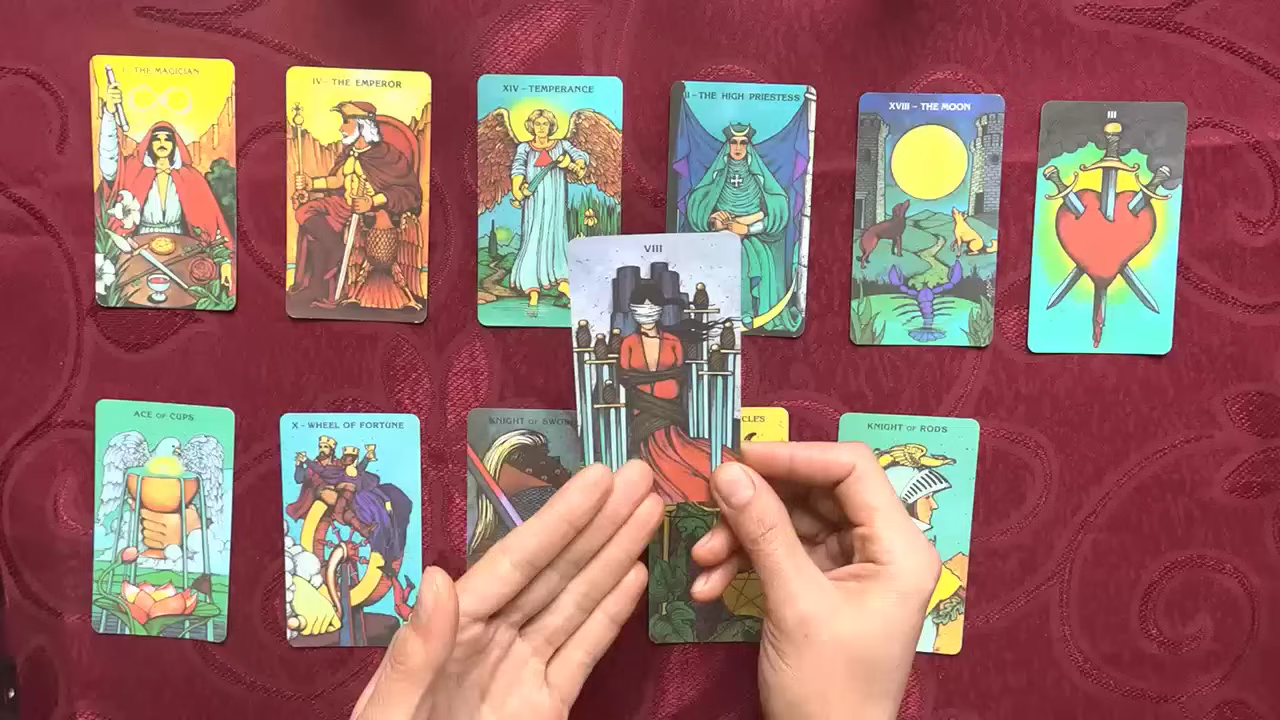 I - THE MAGICIAN
IV - THE EMPEROR
XIV - TEMPERANCE
II - THE HIGH PRIESTESS
XVIII - THE MOON
III
VIII
ACE OF CUPS
X - WHEEL OF FORTUNE
KNIGHT OF SWO
CLES
KNIGHT OF RODS